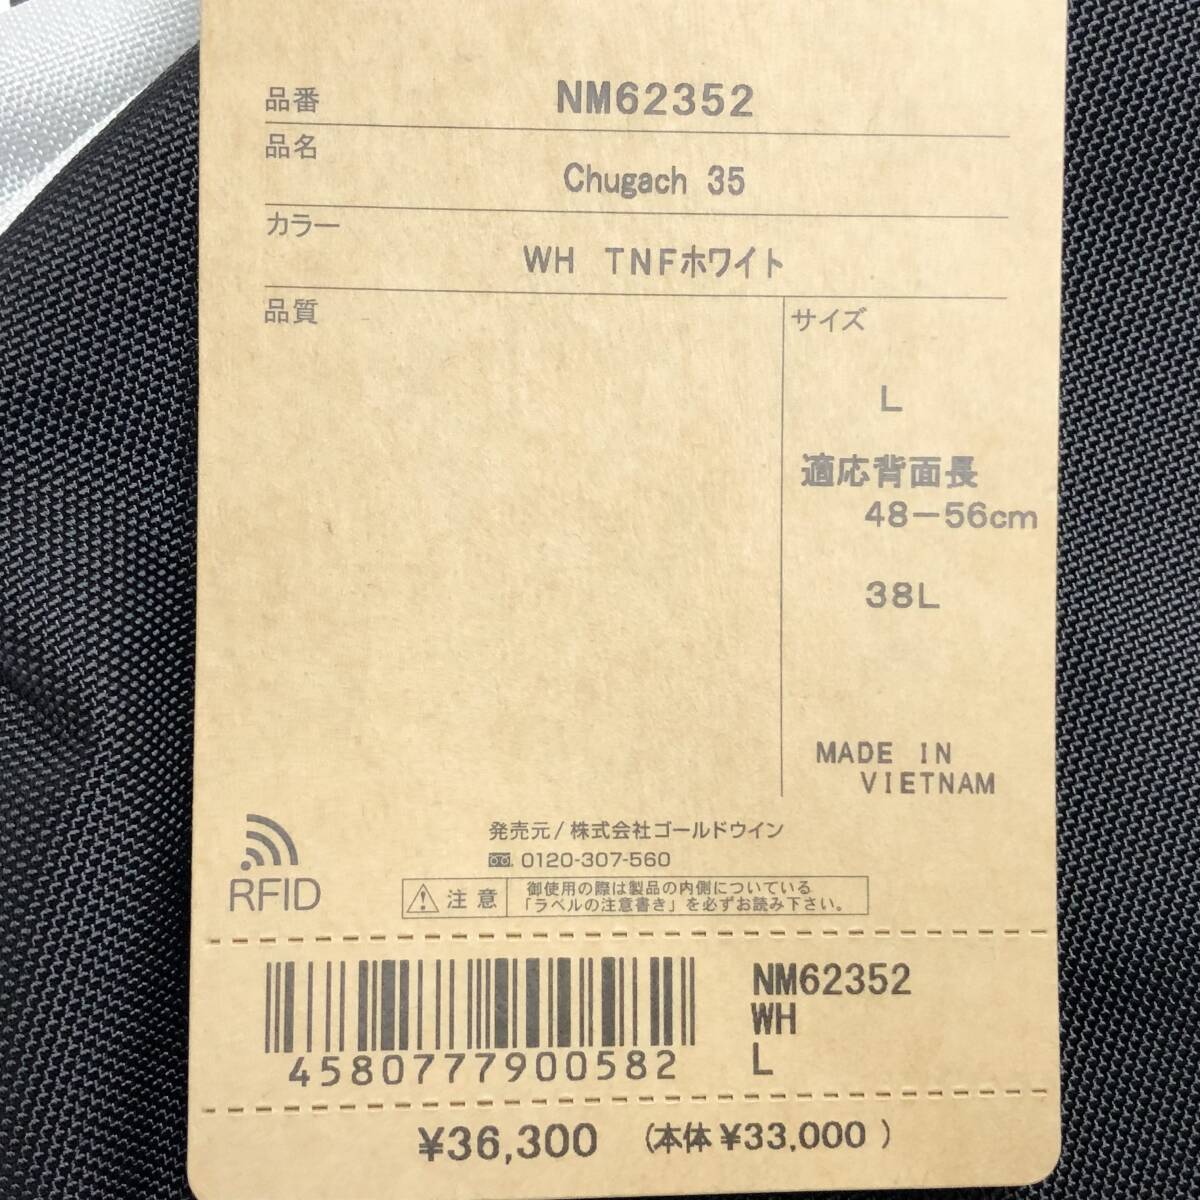 品番 NM62352
品名
Chugach 35
カラー
WH TNFホワイト
品質
サイズ
L
適応背面長
48-56cm
38L
MADE IN
VIETNAM
発売元/株式会社ゴールドウイン
0120-307-560
RFID
注意
御使用の際は製品の内側についている
「ラベルの注意書き」を必ずお読み下さい。
4580777900582
NM62352
WH
L
¥36,300 (本体¥33,000)